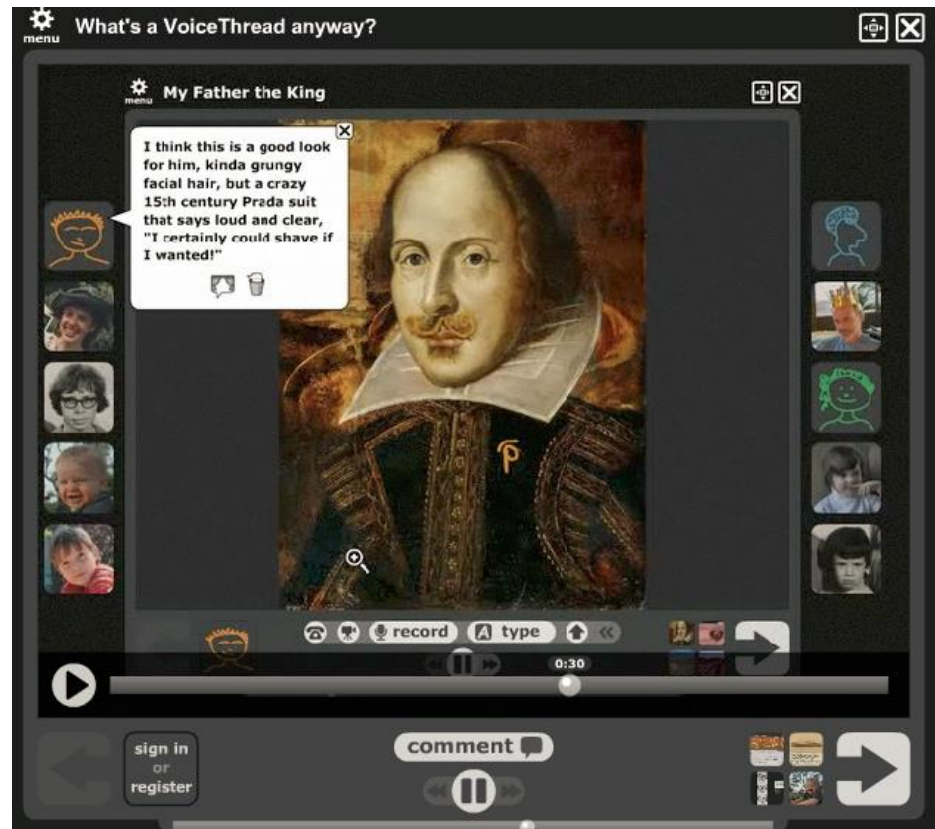 What's a VoiceThread anyway?
menu
My Father the King
menu
I think this is a good look
for him, kinda grungy
facial hair, but a crazy
15th century Prada suit
that says loud and clear,
"I certainly could shave if
I wanted!"
p
record
A type
0:30
sign in
or
register
comment